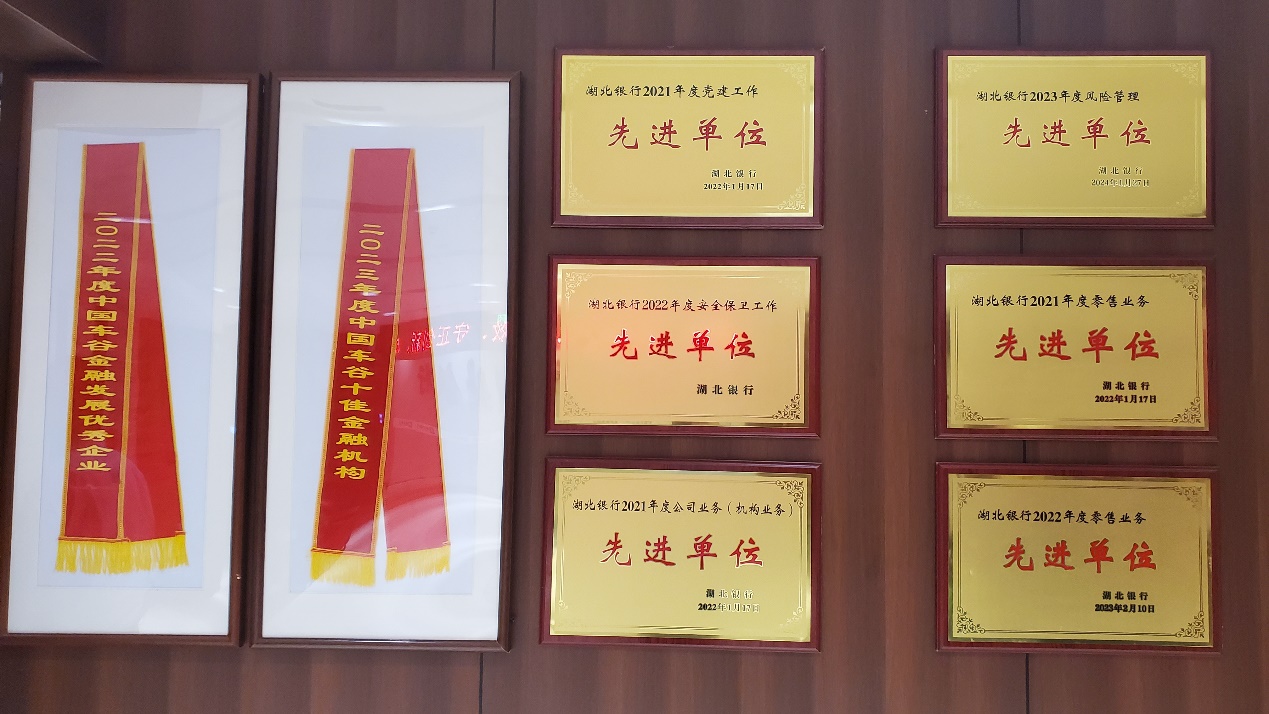 二〇二二年度中国车谷金融发展优秀企业
二〇二三年度中国车谷十佳金融机构
湖北银行2021年度党建工作
先进单位
湖北银行
2022年1月17日
湖北银行2022年度安全保卫工作
先进单位
湖北银行
湖北银行2021年度公司业务（机构业务）
先进单位
湖北银行
2022年1月17日
湖北银行2023年度风险管理
先进单位
湖北银行
2024年1月27日
湖北银行2021年度零售业务
先进单位
湖北银行
2022年1月17日
湖北银行2022年度零售业务
先进单位
湖北银行
2023年2月10日